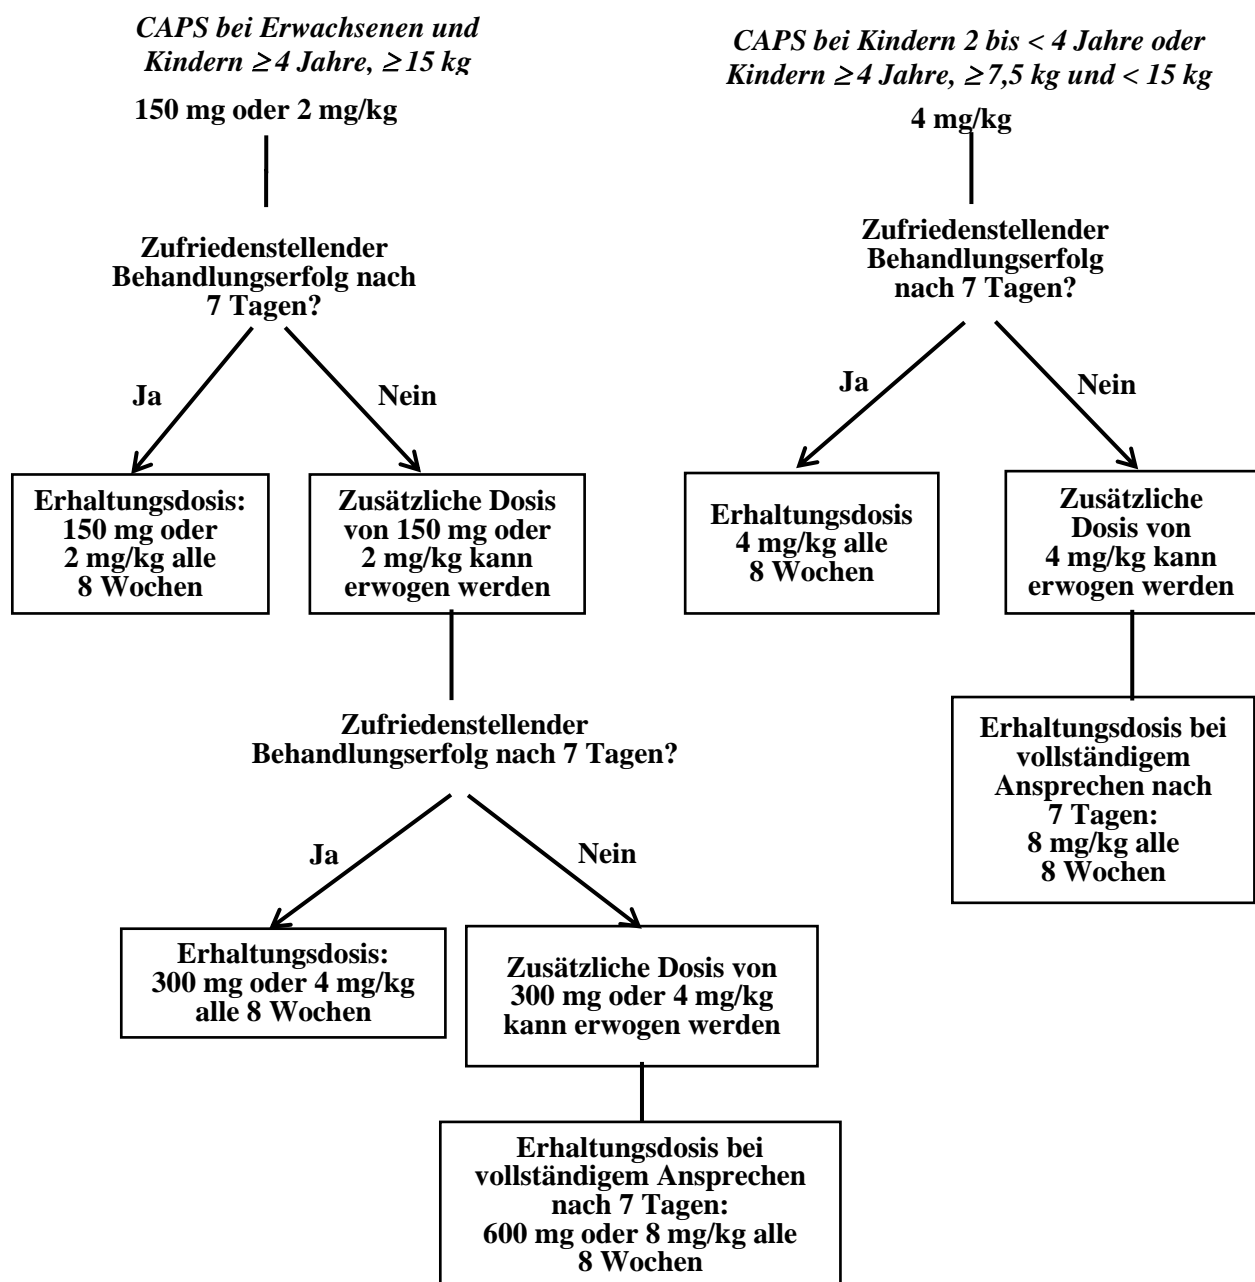 CAPS bei Erwachsenen und
Kindern ≥4 Jahre, ≥15 kg
150 mg oder 2 mg/kg
Zufriedenstellender
Behandlungserfolg nach
7 Tagen?
Ja
Nein
Erhaltungsdosis:
150 mg oder
2 mg/kg alle
8 Wochen
Zusätzliche Dosis
von 150 mg oder
2 mg/kg kann
erwogen werden
Zufriedenstellender
Behandlungserfolg nach 7 Tagen?
Ja
Nein
Erhaltungsdosis:
300 mg oder 4 mg/kg
alle 8 Wochen
Zusätzliche Dosis von
300 mg oder 4 mg/kg
kann erwogen werden
Erhaltungsdosis bei
vollständigem Ansprechen
nach 7 Tagen:
600 mg oder 8 mg/kg alle
8 Wochen
CAPS bei Kindern 2 bis < 4 Jahre oder
Kindern ≥4 Jahre, ≥7,5 kg und < 15 kg
4 mg/kg
Zufriedenstellender
Behandlungserfolg
nach 7 Tagen?
Ja
Nein
Erhaltungsdosis
4 mg/kg alle
8 Wochen
Zusätzliche
Dosis von
4 mg/kg kann
erwogen werden
Erhaltungsdosis bei
vollständigem
Ansprechen nach
7 Tagen:
8 mg/kg alle
8 Wochen